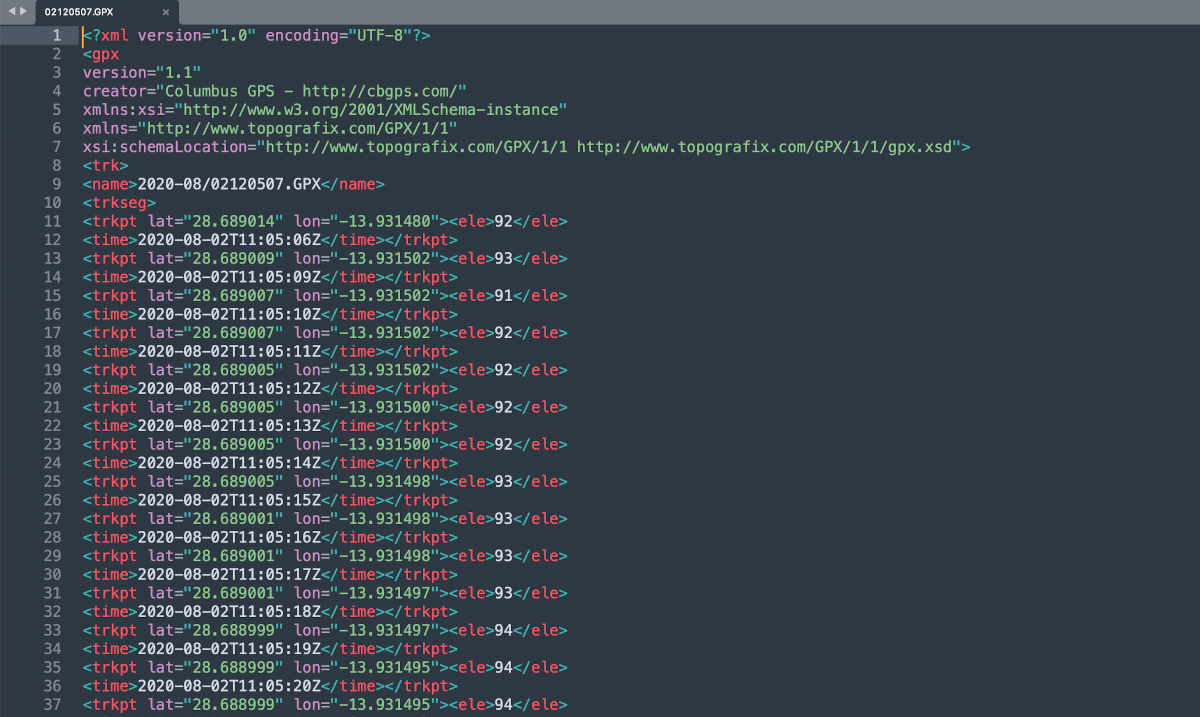 02120507.GPX ×
1 <?xml version="1.0" encoding="UTF-8"?>
2 <gpx
3 version="1.1"
4 creator="Columbus GPS - http://cbgps.com/"
5 xmlns:xsi="http://www.w3.org/2001/XMLSchema-instance"
6 xmlns="http://www.topografix.com/GPX/1/1"
7 xsi:schemaLocation="http://www.topografix.com/GPX/1/1 http://www.topografix.com/GPX/1/1/gpx.xsd">
8 <trk>
9 <name>2020-08/02120507.GPX</name>
10 <trkseg>
11 <trkpt lat="28.689014" lon="-13.931480"><ele>92</ele>
12 <time>2020-08-02T11:05:06Z</time></trkpt>
13 <trkpt lat="28.689009" lon="-13.931502"><ele>93</ele>
14 <time>2020-08-02T11:05:09Z</time></trkpt>
15 <trkpt lat="28.689007" lon="-13.931502"><ele>91</ele>
16 <time>2020-08-02T11:05:10Z</time></trkpt>
17 <trkpt lat="28.689007" lon="-13.931502"><ele>92</ele>
18 <time>2020-08-02T11:05:11Z</time></trkpt>
19 <trkpt lat="28.689005" lon="-13.931502"><ele>92</ele>
20 <time>2020-08-02T11:05:12Z</time></trkpt>
21 <trkpt lat="28.689005" lon="-13.931500"><ele>92</ele>
22 <time>2020-08-02T11:05:13Z</time></trkpt>
23 <trkpt lat="28.689005" lon="-13.931500"><ele>92</ele>
24 <time>2020-08-02T11:05:14Z</time></trkpt>
25 <trkpt lat="28.689005" lon="-13.931498"><ele>93</ele>
26 <time>2020-08-02T11:05:15Z</time></trkpt>
27 <trkpt lat="28.689001" lon="-13.931498"><ele>93</ele>
28 <time>2020-08-02T11:05:16Z</time></trkpt>
29 <trkpt lat="28.689001" lon="-13.931498"><ele>93</ele>
30 <time>2020-08-02T11:05:17Z</time></trkpt>
31 <trkpt lat="28.689001" lon="-13.931497"><ele>93</ele>
32 <time>2020-08-02T11:05:18Z</time></trkpt>
33 <trkpt lat="28.688999" lon="-13.931497"><ele>94</ele>
34 <time>2020-08-02T11:05:19Z</time></trkpt>
35 <trkpt lat="28.688999" lon="-13.931495"><ele>94</ele>
36 <time>2020-08-02T11:05:20Z</time></trkpt>
37 <trkpt lat="28.688999" lon="-13.931495"><ele>94</ele>